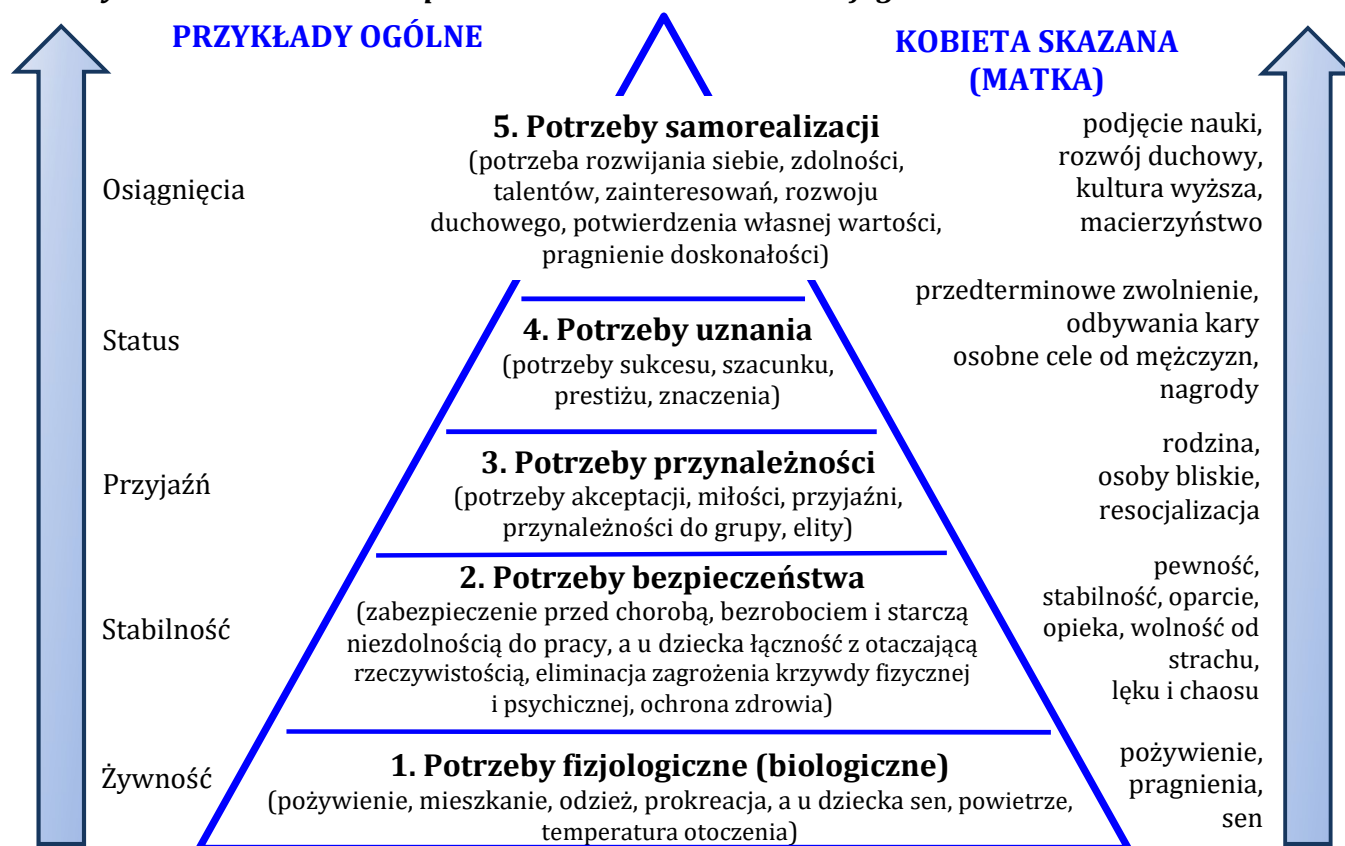 PRZYKŁADY OGÓLNE
KOBIETA SKAZANA
(MATKA)
5. Potrzeby samorealizacji
(potrzeba rozwijania siebie, zdolności,
talentów, zainteresowań, rozwoju
duchowego, potwierdzenia własnej wartości,
pragnienie doskonałości)
Osiągnięcia
podjęcie nauki,
rozwój duchowy,
kultura wyższa,
macierzyństwo
4. Potrzeby uznania
(potrzeby sukcesu, szacunku,
prestiżu, znaczenia)
Status
przedterminowe zwolnienie,
odbywania kary
osobne cele od mężczyzn,
nagrody
3. Potrzeby przynależności
(potrzeby akceptacji, miłości, przyjaźni,
przynależności do grupy, elity)
Przyjaźń
rodzina,
osoby bliskie,
resocjalizacja
2. Potrzeby bezpieczeństwa
(zabezpieczenie przed chorobą, bezrobociem i starczą
niezdolnością do pracy, a u dziecka łączność z otaczającą
rzeczywistością, eliminacja zagrożenia krzywdy fizycznej
i psychicznej, ochrona zdrowia)
Stabilność
pewność,
stabilność, oparcie,
opieka, wolność od
strachu,
lęku i chaosu
1. Potrzeby fizjologiczne (biologiczne)
(pożywienie, mieszkanie, odzież, prokreacja, a u dziecka sen, powietrze,
temperatura otoczenia)
Żywność
pożywienie,
pragnienia,
sen